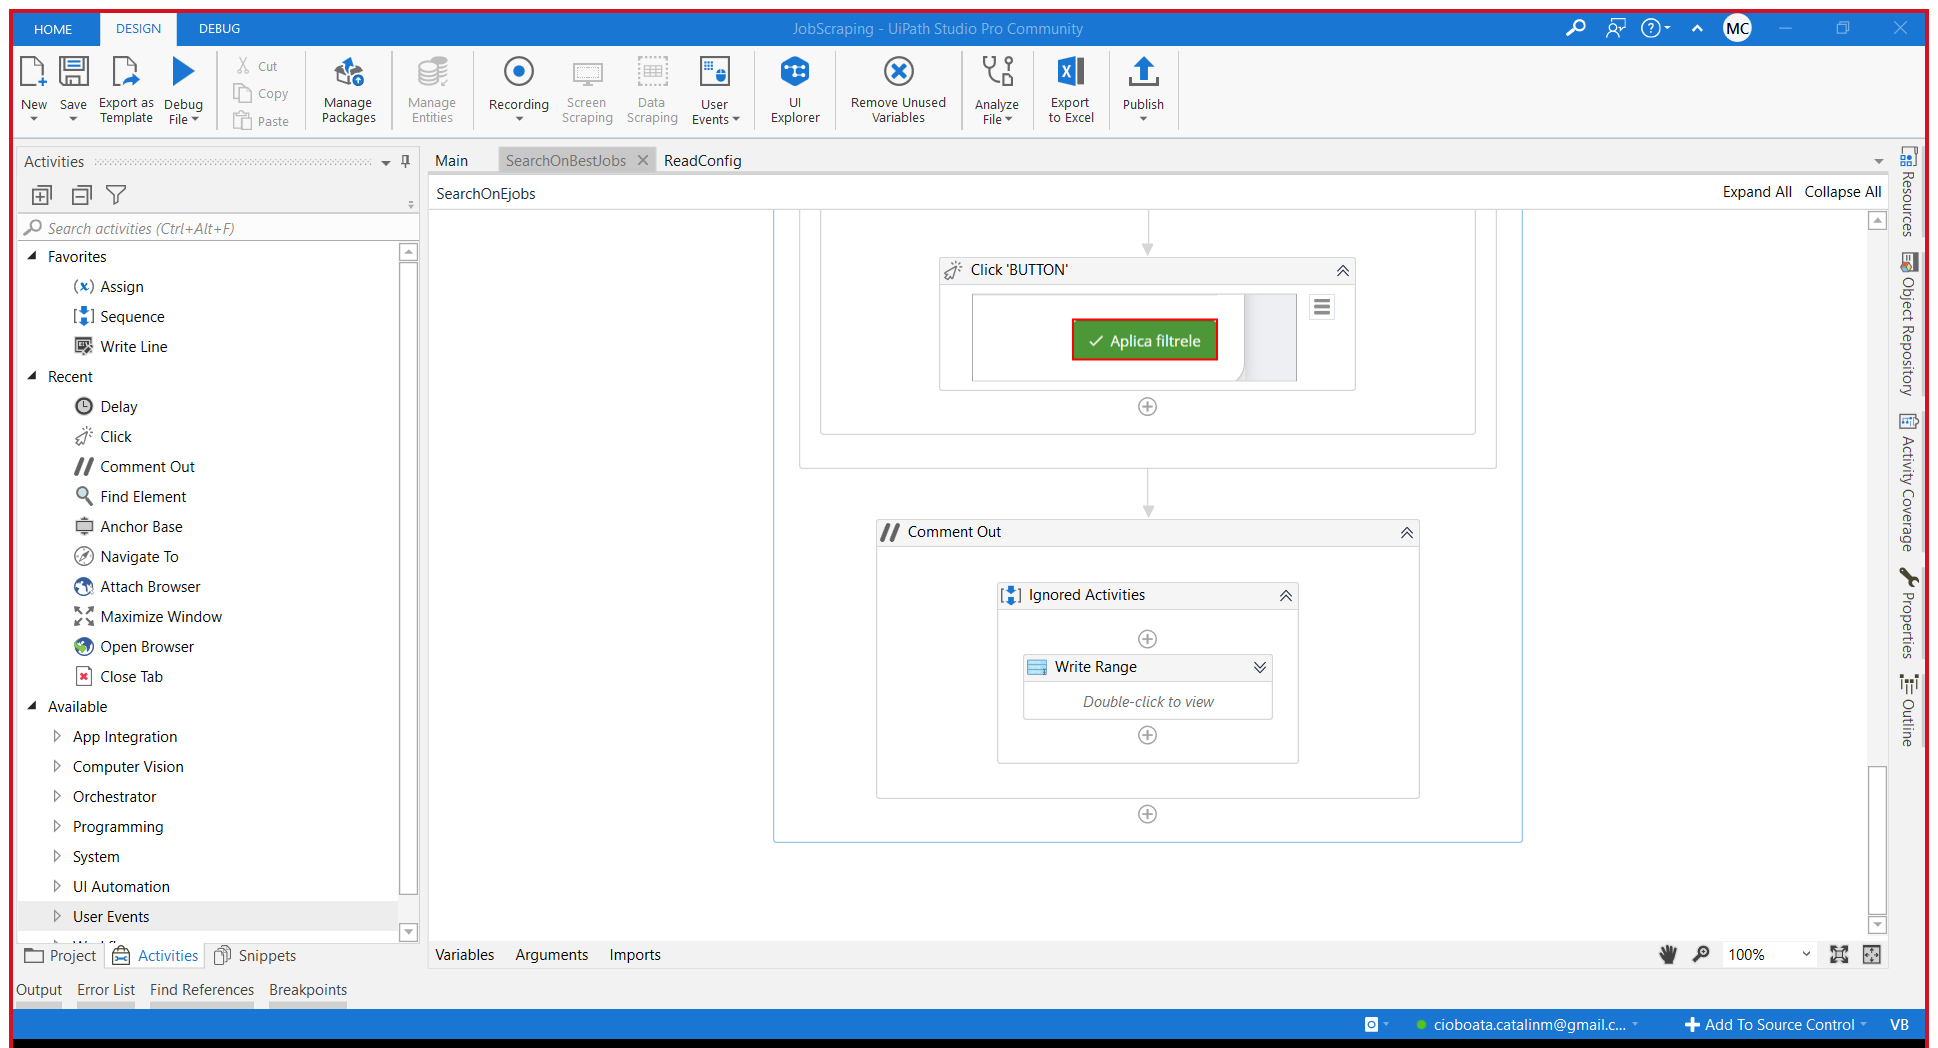 HOME DESIGN DEBUG JobScraping - UiPath Studio Pro Community MC
New Save Export as Template Debug File
Cut
Copy
Paste
Manage Packages Manage Entities Recording Screen Scraping Data Scraping User Events UI Explorer Remove Unused Variables Analyze File Export to Excel Publish
Activities
Search activities (Ctrl+Alt+F)
Favorites
Assign
Sequence
Write Line
Recent
Delay
Click
Comment Out
Find Element
Anchor Base
Navigate To
Attach Browser
Maximize Window
Open Browser
Close Tab
Available
App Integration
Computer Vision
Orchestrator
Programming
System
UI Automation
User Events
Project Activities Snippets
Main SearchOnBestJobs ReadConfig
SearchOnEjobs Expand All Collapse All
Click 'BUTTON'
Aplica filtrele
Comment Out
Ignored Activities
Write Range
Double-click to view
Variables Arguments Imports 100%
Resources
Object Repository
Activity Coverage
Properties
Outline
Output Error List Find References Breakpoints
cioboata.catalinm@gmail.c... Add To Source Control VB